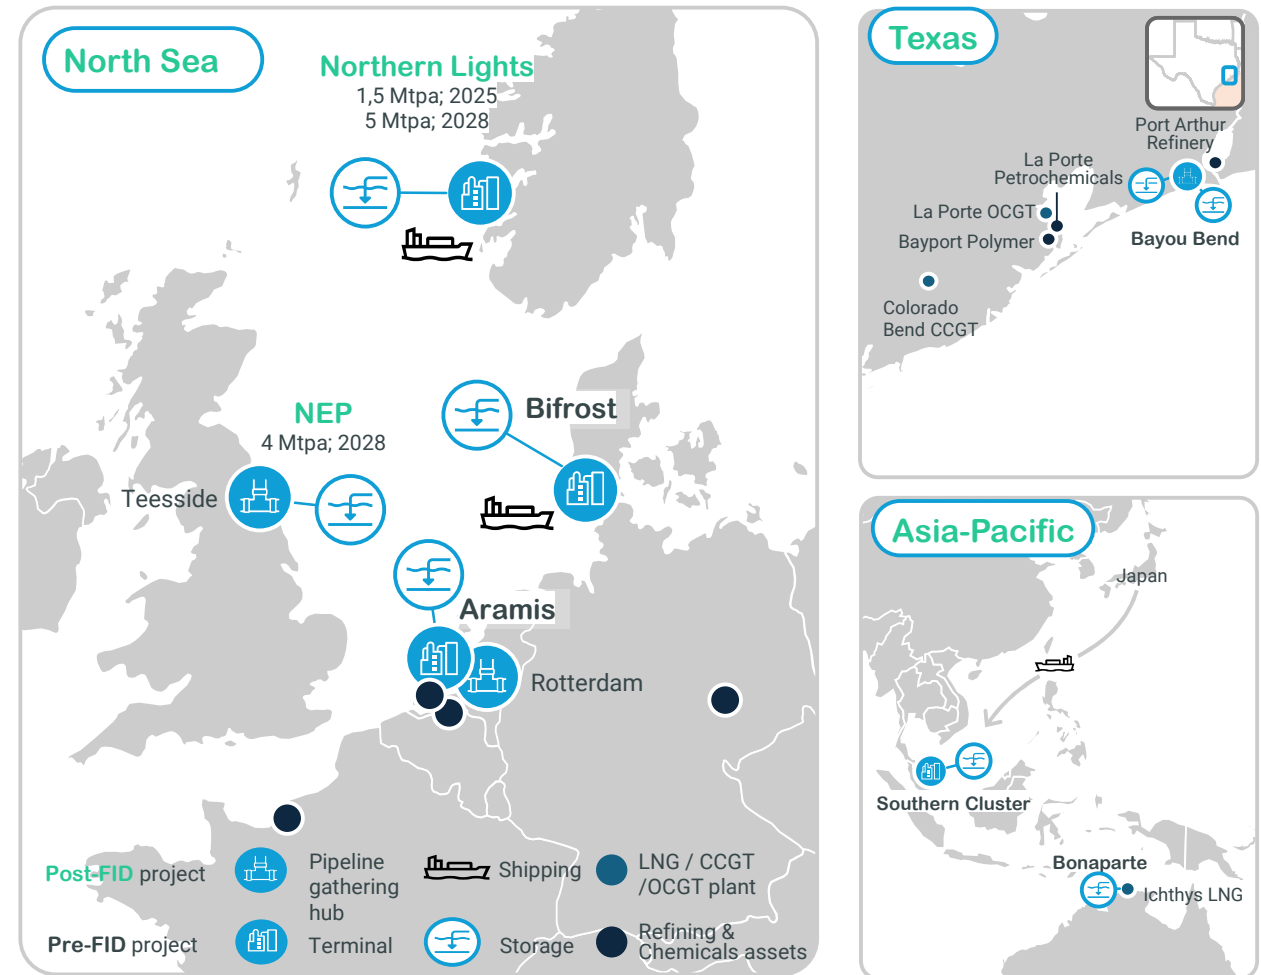 North Sea
Northern Lights
1,5 Mtpa; 2025
5 Mtpa; 2028
NEP
4 Mtpa; 2028
Teesside
Bifrost
Aramis
Rotterdam
Post-FID project
Pre-FID project
Pipeline
gathering
hub
Terminal
Shipping
Storage
LNG / CCGT
/OCGT plant
Refining &
Chemicals assets
Texas
Port Arthur
Refinery
La Porte
Petrochemicals
La Porte OCGT
Bayport Polymer
Bayou Bend
Colorado
Bend CCGT
Asia-Pacific
Japan
Southern Cluster
Bonaparte
Ichthys LNG